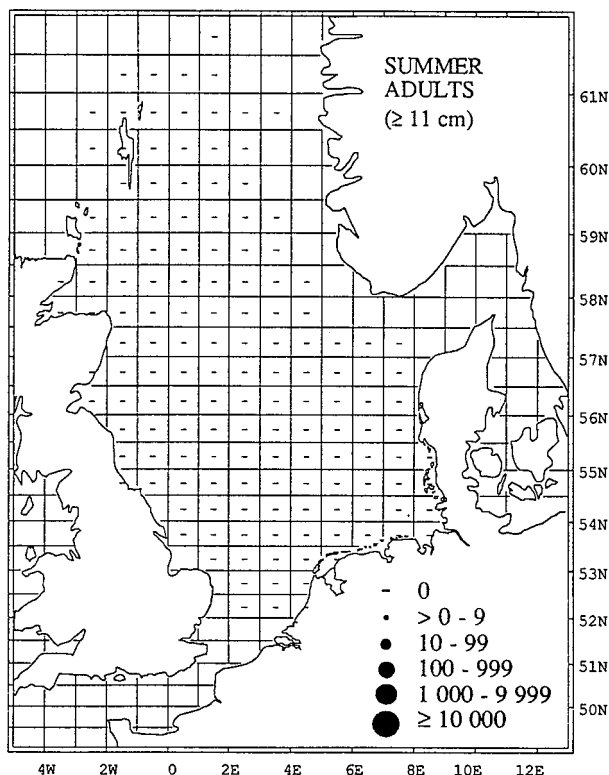 SUMMER
ADULTS
(≥ 11 cm)
61N
60N
59N
58N
57N
56N
55N
54N
53N
52N
51N
50N
- 0
• > 0 - 9
● 10 - 99
● 100 - 999
● 1 000 - 9 999
● ≥ 10 000
4W 2W 0 2E 4E 6E 8E 10E 12E